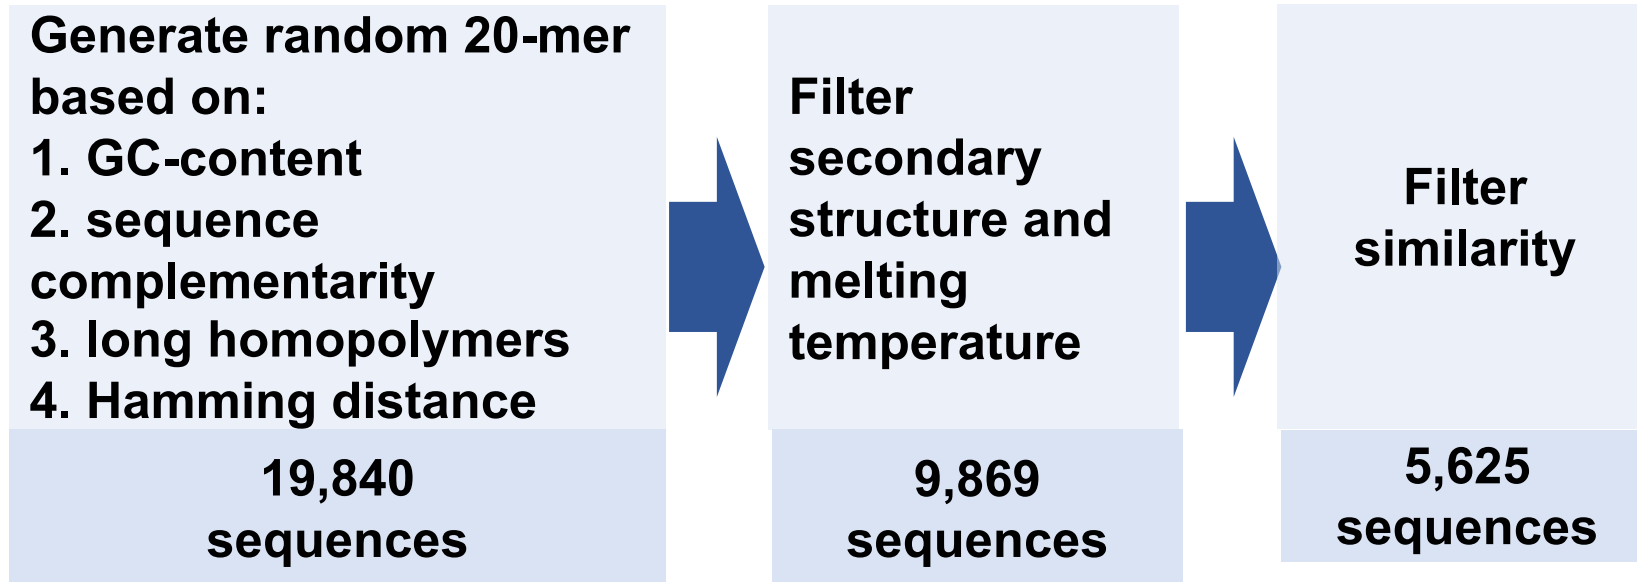 Generate random 20-mer
based on:
1. GC-content
2. sequence
complementarity
3. long homopolymers
4. Hamming distance
19,840
sequences
Filter
secondary
structure and
melting
temperature
9,869
sequences
Filter
similarity
5,625
sequences